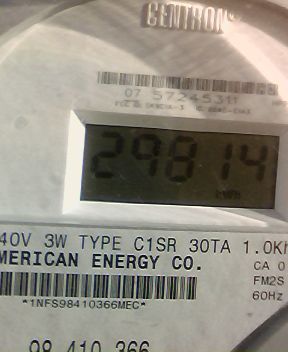 CENTRON®
07 57245311
29814
kWh
40V 3W TYPE C1SR 30TA 1.0Kh
MERICAN ENERGY CO.
CA 0
FM2S
60Hz
*1NFS98410366MEC*
98 410 366